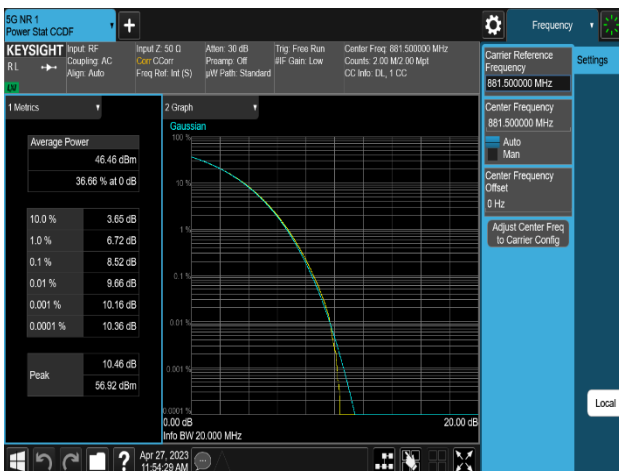 5G NR 1
Power Stat CCDF
Frequency
KEYSIGHT
R L
LW
Input: RF
Coupling: AC
Align: Auto
Input Z: 50 Ω
Corr CCorr
Freq Ref: Int (S)
Atten: 30 dB
Preamp: Off
µW Path: Standard
Trig: Free Run
#IF Gain: Low
Center Freq: 881.500000 MHz
Counts: 2.00 M/2.00 Mpt
CC Info: DL, 1 CC
1 Metrics
Average Power
46.46 dBm
36.66 % at 0 dB
10.0 % 3.65 dB
1.0 % 6.72 dB
0.1 % 8.52 dB
0.01 % 9.66 dB
0.001 % 10.16 dB
0.0001 % 10.36 dB
Peak
10.46 dB
56.92 dBm
2 Graph
Gaussian
100 %
10 %
1 %
0.1 %
0.01 %
0.001 %
0.0001 %
0.00 dB
20.00 dB
Info BW 20.000 MHz
Carrier Reference
Frequency
881.500000 MHz
Center Frequency
881.500000 MHz
Auto
Man
Center Frequency
Offset
0 Hz
Adjust Center Freq
to Carrier Config
Settings
Local
?
Apr 27, 2023
11:54:29 AM